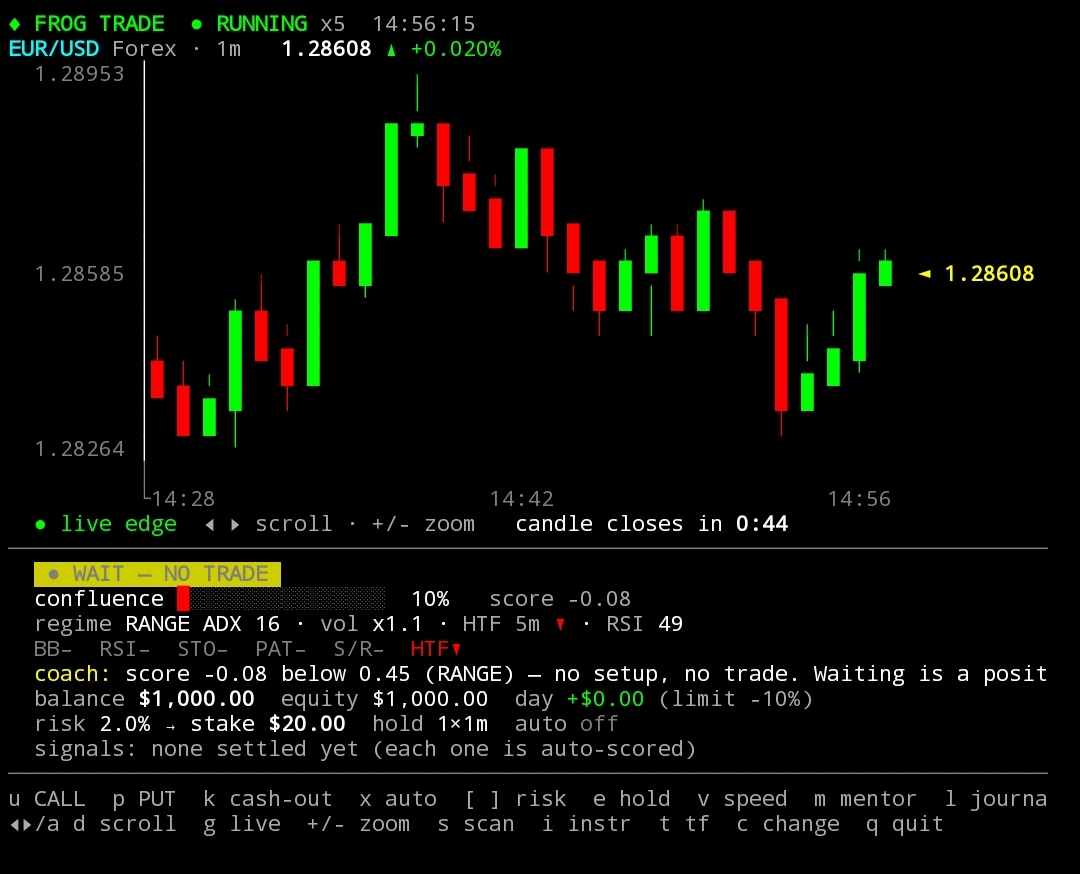 ♦ FROG TRADE ● RUNNING x5 14:56:15
EUR/USD Forex · 1m 1.28608 ▲ +0.020%
1.28953
1.28585
◄ 1.28608
1.28264
14:28 14:42 14:56
● live edge ◄ ► scroll · +/- zoom candle closes in 0:44
● WAIT — NO TRADE
confluence 10% score -0.08
regime RANGE ADX 16 · vol x1.1 · HTF 5m ▼ · RSI 49
BB– RSI– STO– PAT– S/R– HTF▼
coach: score -0.08 below 0.45 (RANGE) — no setup, no trade. Waiting is a posit
balance $1,000.00 equity $1,000.00 day +$0.00 (limit -10%)
risk 2.0% → stake $20.00 hold 1×1m auto off
signals: none settled yet (each one is auto-scored)
u CALL p PUT k cash-out x auto [ ] risk e hold v speed m mentor l journa
◄►/a d scroll g live +/- zoom s scan i instr t tf c change q quit